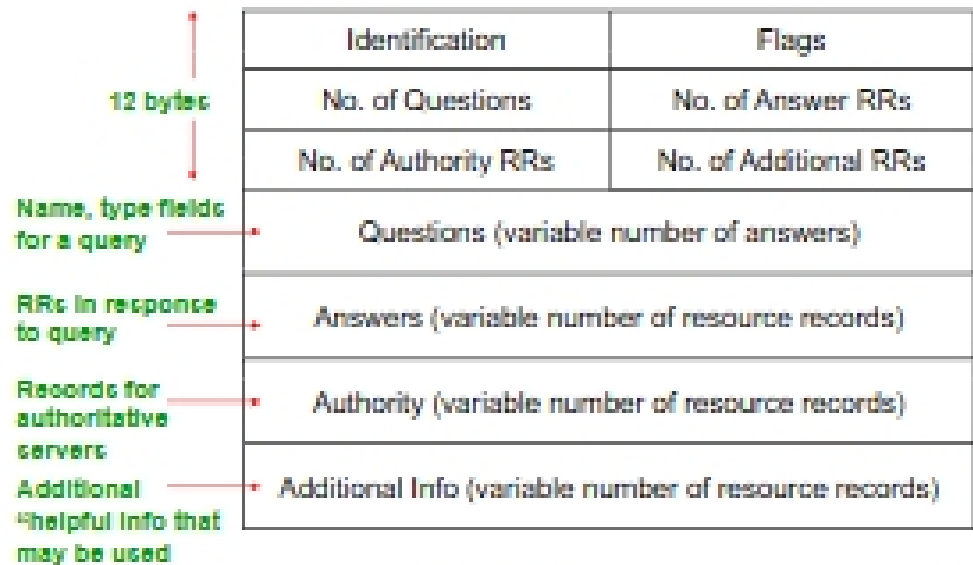 Identification Flags
12 bytes
No. of Questions No. of Answer RRs
No. of Authority RRs No. of Additional RRs
Name, type fields
for a query
Questions (variable number of answers)
RRs in response
to query
Answers (variable number of resource records)
Records for
authoritative
servers
Authority (variable number of resource records)
Additional
"helpful info that
may be used
Additional Info (variable number of resource records)